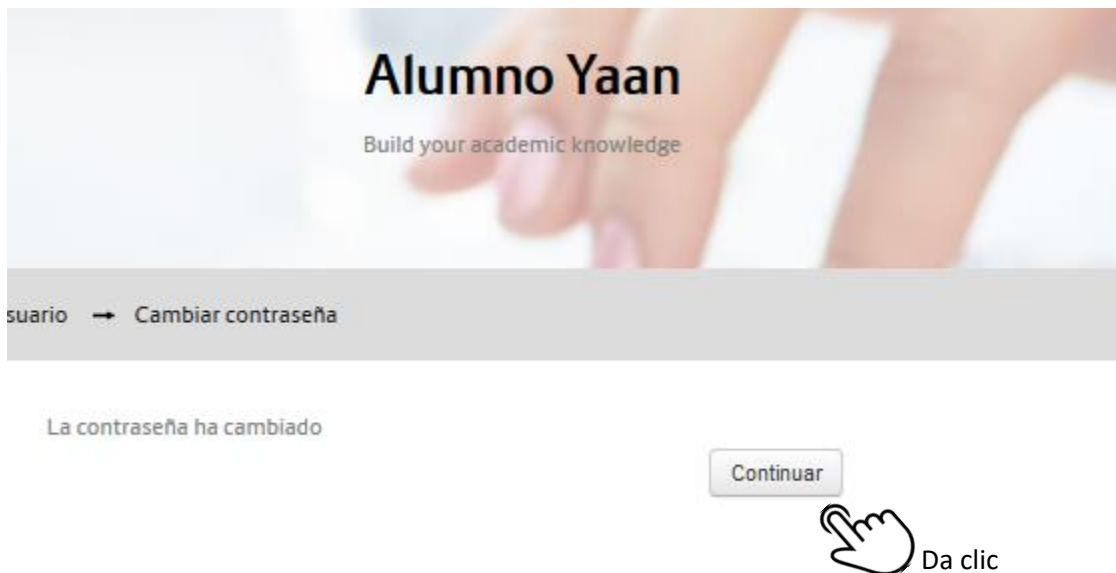 Alumno Yaan
Build your academic knowledge
suario → Cambiar contraseña
La contraseña ha cambiado
Continuar
Da clic